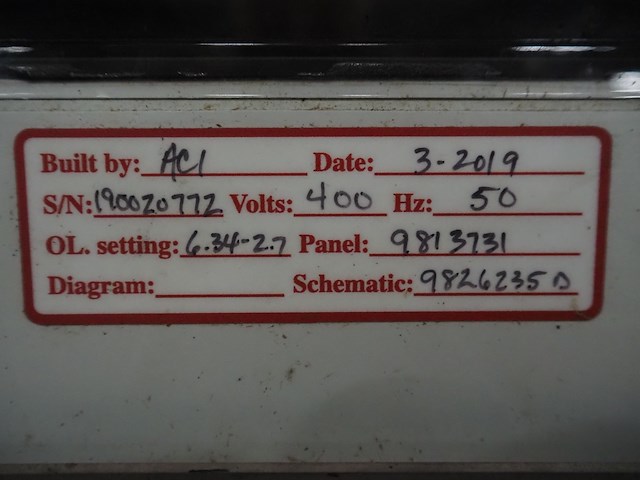 Built by: ACI Date: 3-2019
S/N: 190020772 Volts: 400 Hz: 50
OL. setting: 6.34-2.7 Panel: 9813731
Diagram: Schematic: 9826235 D